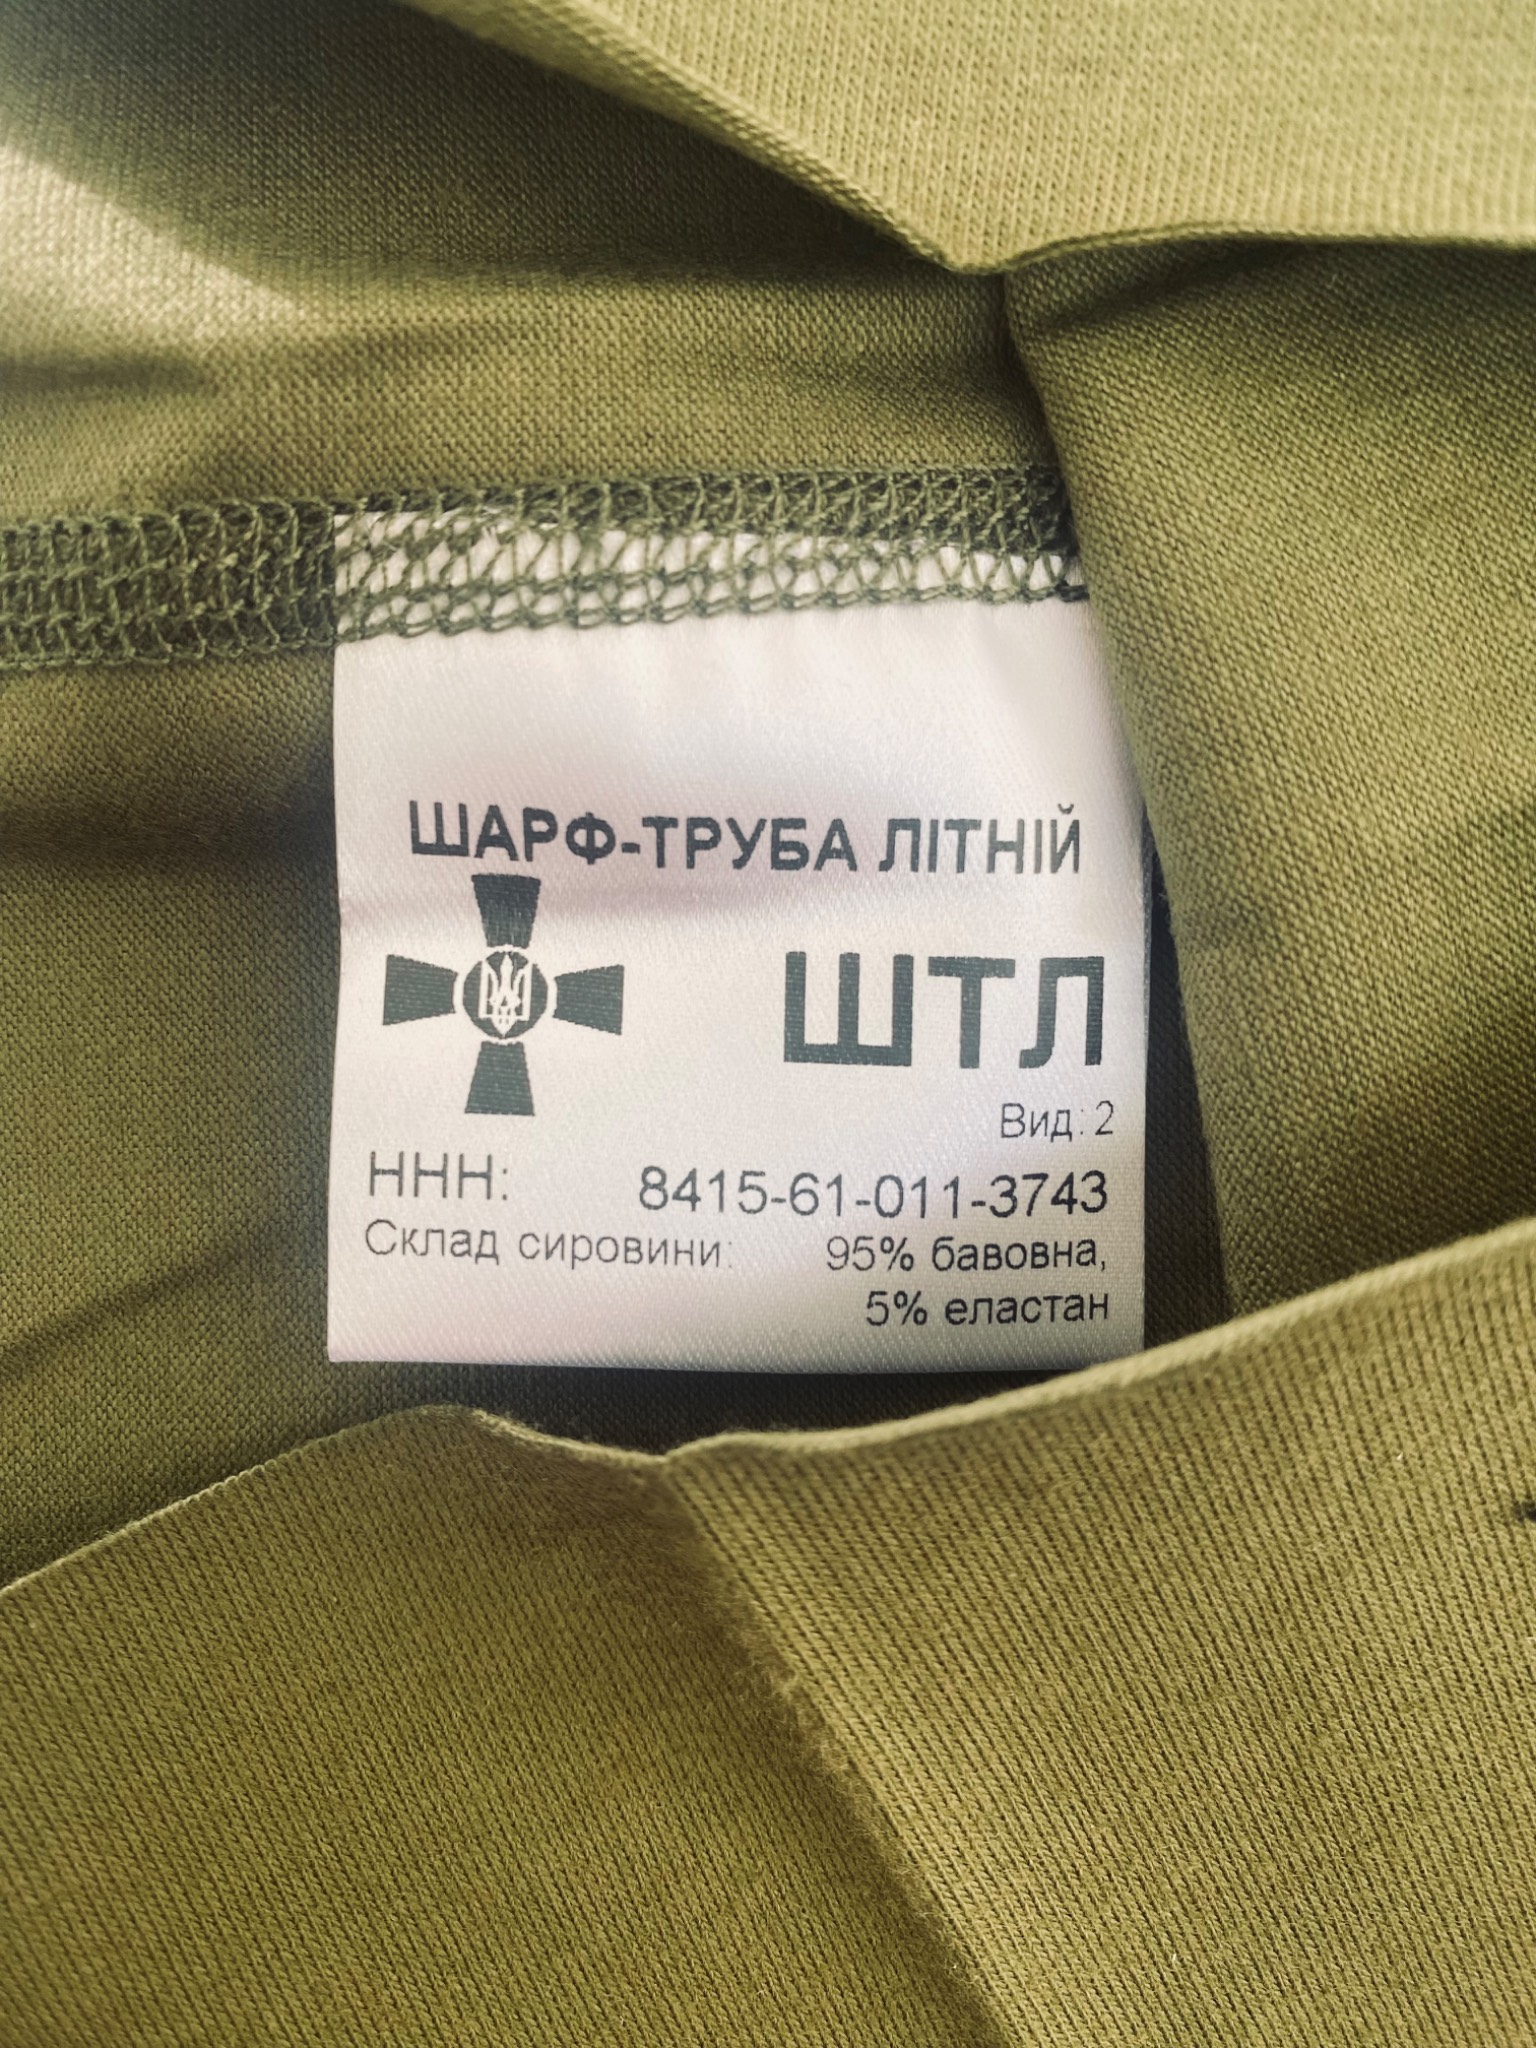 ШАРФ-ТРУБА ЛІТНІЙ
ШТЛ
Вид: 2
ННН: 8415-61-011-3743
Склад сировини: 95% бавовна,
5% еластан